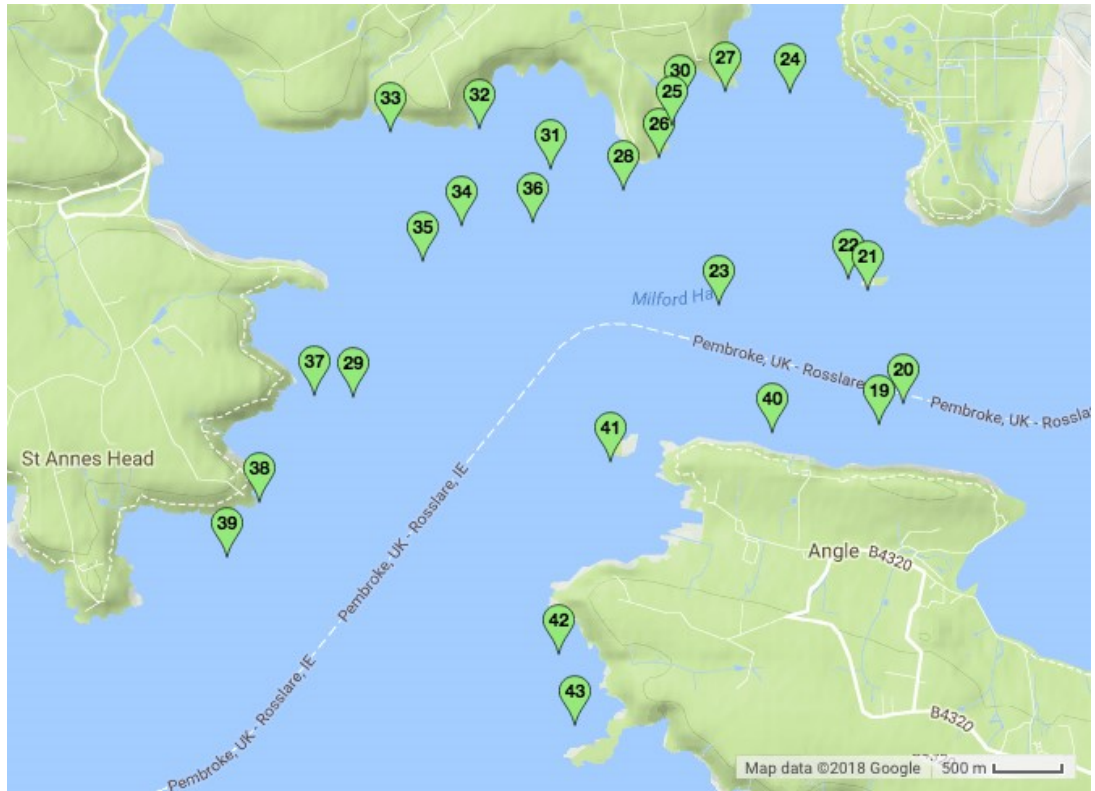 27
24
30
25
33
32
26
31
28
36
34
35
22
21
23
Milford Ha
Pembroke, UK - Rosslare
37
29
20
19
Pembroke, UK - Rossla
40
41
St Annes Head
38
Pembroke, UK - Rosslare, IE
39
Angle
B4320
42
43
B4320
Pembroke, UK - Rosslare, IE
Map data ©2018 Google
500 m